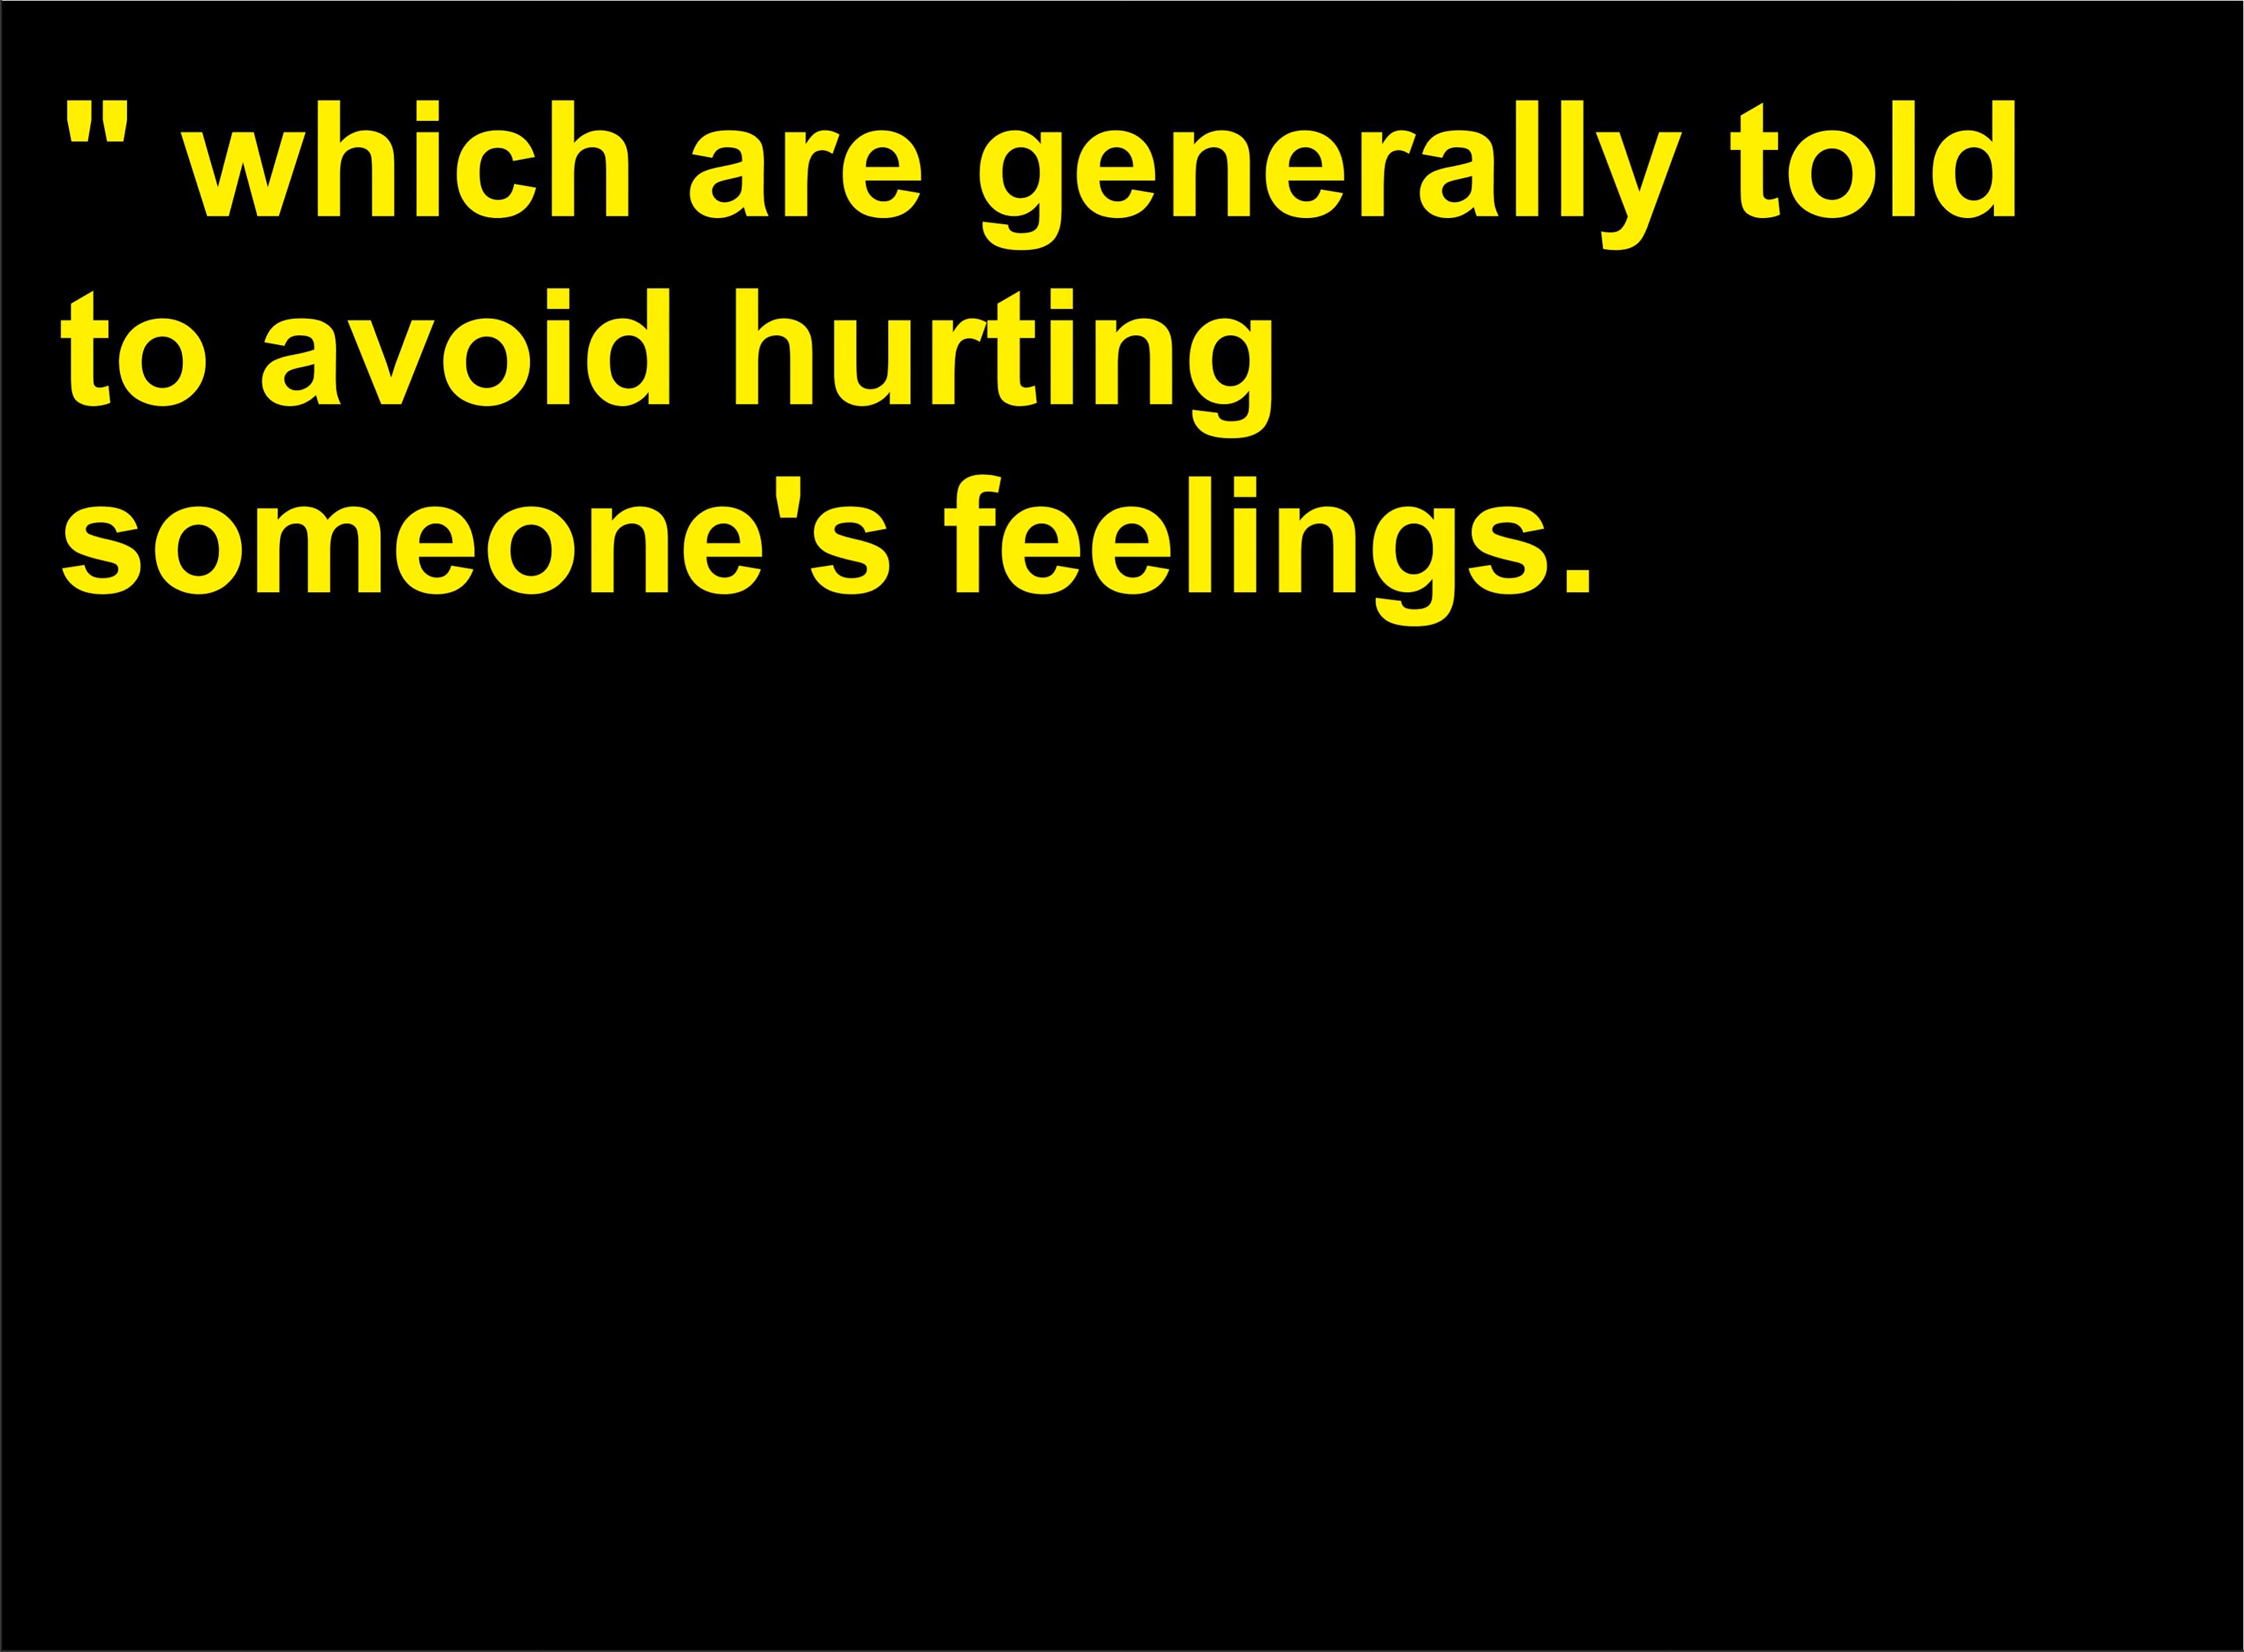 " which are generally told
to avoid hurting
someone's feelings.